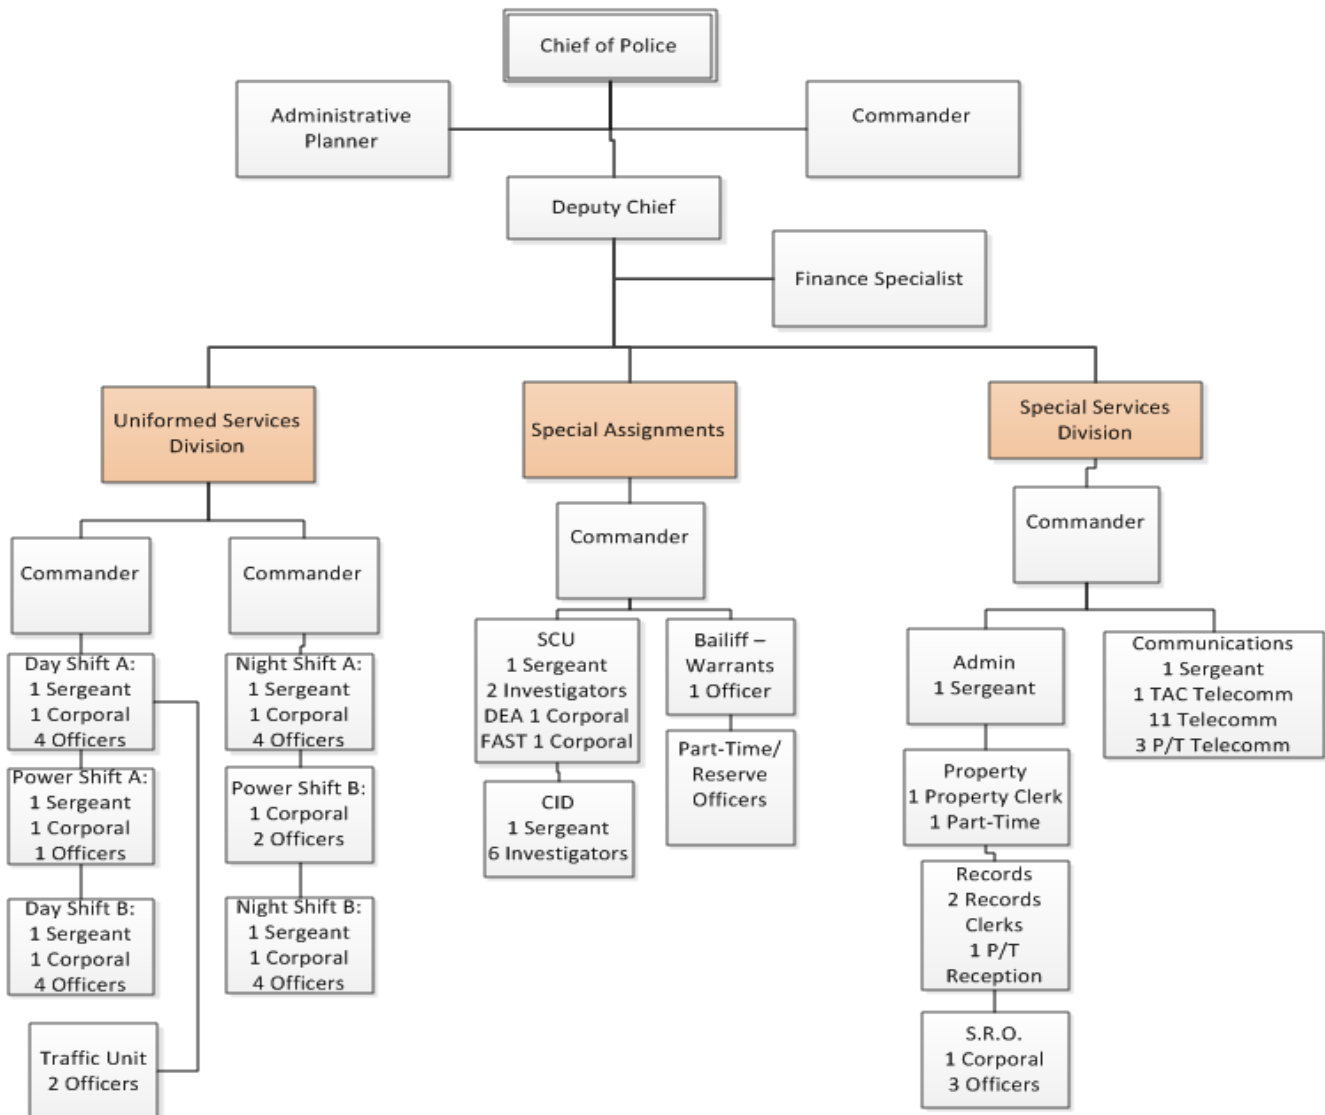 Chief of Police
Administrative
Planner
Commander
Deputy Chief
Finance Specialist
Uniformed Services
Division
Special Assignments
Special Services
Division
Commander
Commander
Commander
Commander
Day Shift A:
1 Sergeant
1 Corporal
4 Officers
Power Shift A:
1 Sergeant
1 Corporal
1 Officers
Day Shift B:
1 Sergeant
1 Corporal
4 Officers
Traffic Unit
2 Officers
Night Shift A:
1 Sergeant
1 Corporal
4 Officers
Power Shift B:
1 Corporal
2 Officers
Night Shift B:
1 Sergeant
1 Corporal
4 Officers
SCU
1 Sergeant
2 Investigators
DEA 1 Corporal
FAST 1 Corporal
CID
1 Sergeant
6 Investigators
Bailiff –
Warrants
1 Officer
Part-Time/
Reserve
Officers
Admin
1 Sergeant
Property
1 Property Clerk
1 Part-Time
Records
2 Records
Clerks
1 P/T
Reception
S.R.O.
1 Corporal
3 Officers
Communications
1 Sergeant
1 TAC Telecomm
11 Telecomm
3 P/T Telecomm